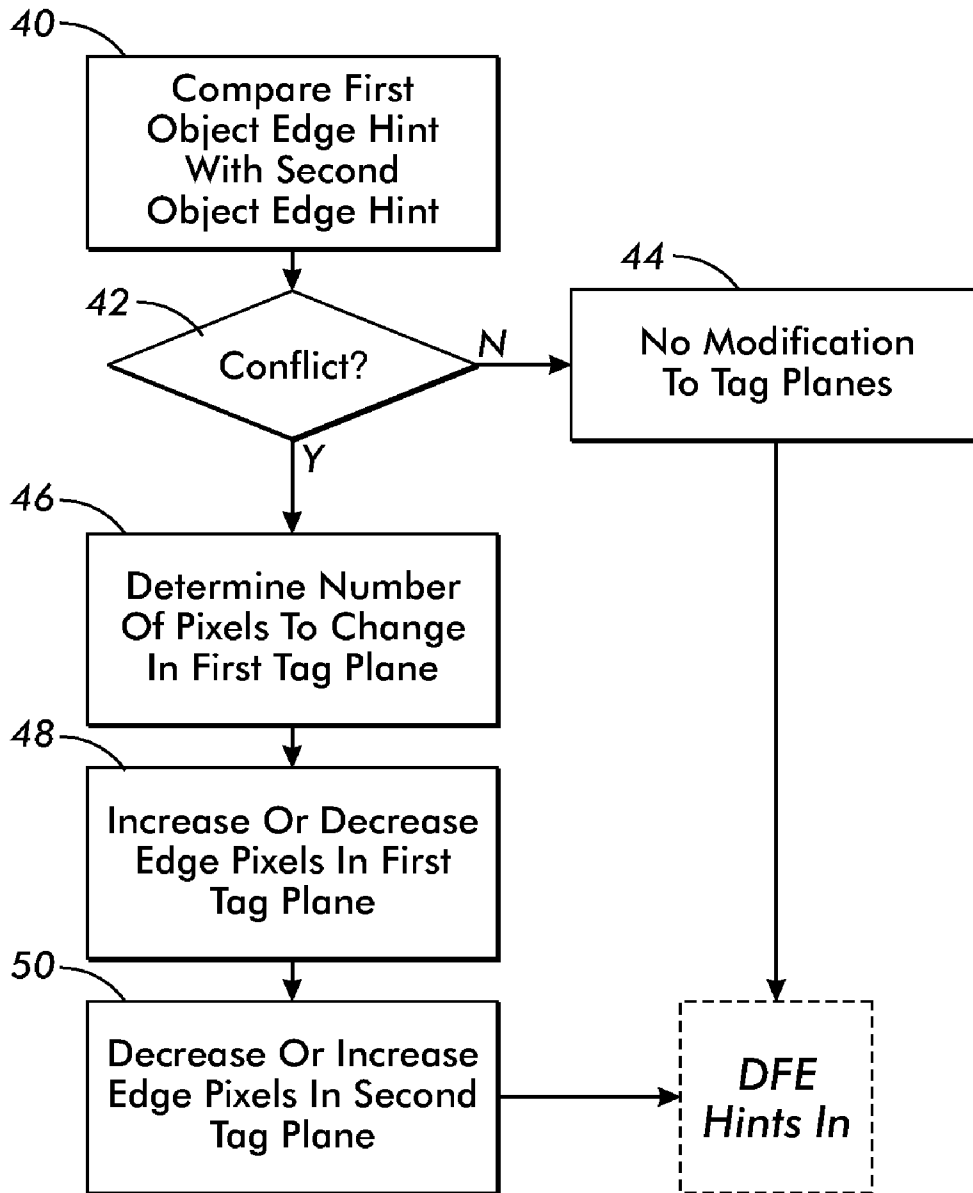 40
Compare First
Object Edge Hint
With Second
Object Edge Hint
42
Conflict?
N
Y
44
No Modification
To Tag Planes
46
Determine Number
Of Pixels To Change
In First Tag Plane
48
Increase Or Decrease
Edge Pixels In First
Tag Plane
50
Decrease Or Increase
Edge Pixels In Second
Tag Plane
DFE
Hints In